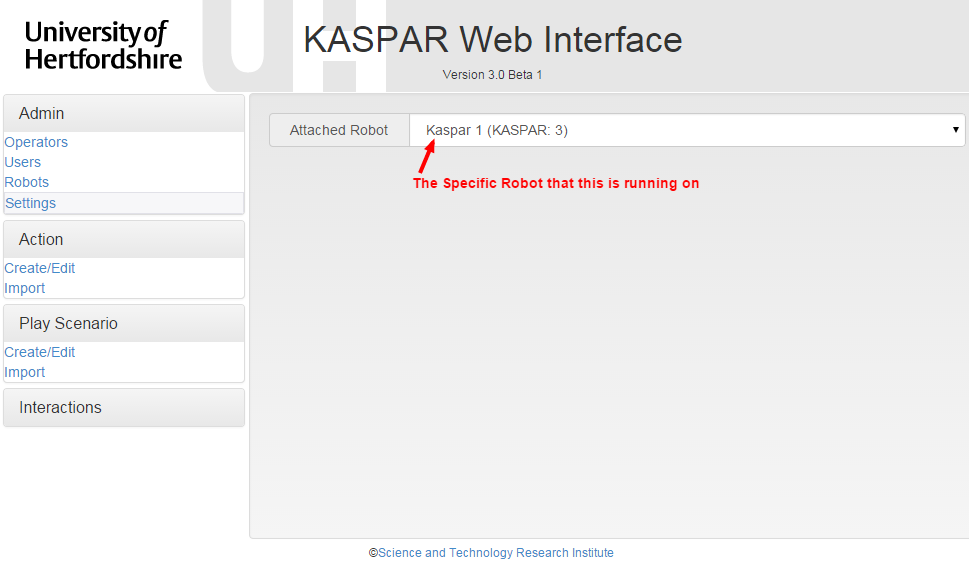 University of
Hertfordshire
KASPAR Web Interface
Version 3.0 Beta 1
Admin
Operators
Users
Robots
Settings
Action
Create/Edit
Import
Play Scenario
Create/Edit
Import
Interactions
Attached Robot
Kaspar 1 (KASPAR: 3)
The Specific Robot that this is running on
©Science and Technology Research Institute